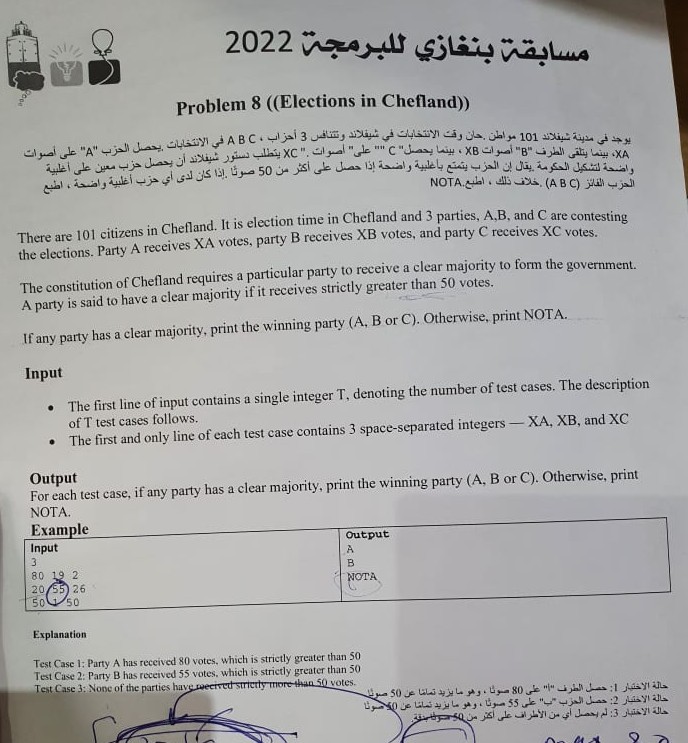 مسابقة بنغازي للبرمجة 2022
Problem 8 ((Elections in Chefland))
يوجد في مدينة شيفلاند 101 مواطن. حان وقت الانتخابات في شيفلاند وتتنافس 3 أحزاب ، A B C في الانتخابات. يحصل الحزب "A" على أصوات
XA، بينما يتلقى الطرف "B" أصوات XB ، بينما يحصل "C "" على" أصوات XC ". يتطلب دستور شيفلاند أن يحصل حزب معين على أغلبية
واضحة لتشكيل الحكومة. يقال إن الحزب يتمتع بأغلبية واضحة إذا حصل على أكثر من 50 صوتًا. إذا كان لدى أي حزب أغلبية واضحة ، اطبع
الحزب الفائز (A B C). خلاف ذلك ، اطبع NOTA.
There are 101 citizens in Chefland. It is election time in Chefland and 3 parties, A,B, and C are contesting
the elections. Party A receives XA votes, party B receives XB votes, and party C receives XC votes.
The constitution of Chefland requires a particular party to receive a clear majority to form the government.
A party is said to have a clear majority if it receives strictly greater than 50 votes.
If any party has a clear majority, print the winning party (A, B or C). Otherwise, print NOTA.
Input
• The first line of input contains a single integer T, denoting the number of test cases. The description
of T test cases follows.
• The first and only line of each test case contains 3 space-separated integers — XA, XB, and XC
Output
For each test case, if any party has a clear majority, print the winning party (A, B or C). Otherwise, print
NOTA.
Example
Input
3
80 19 2
20 55 26
50 1 50
Output
A
B
NOTA
Explanation
Test Case 1: Party A has received 80 votes, which is strictly greater than 50
Test Case 2: Party B has received 55 votes, which is strictly greater than 50
Test Case 3: None of the parties have received strictly more than 50 votes.
حالة الاختبار 1: حصل الطرف "أ" على 80 صوتًا ، وهو ما يزيد تمامًا عن 50 صوتًا
حالة الاختبار 2: حصل الحزب "ب" على 55 صوتًا ، وهو ما يزيد تمامًا عن 50 صوتًا
حالة الاختبار 3: لم يحصل أي من الأطراف على أكثر من 50 صوتًا بدقة.